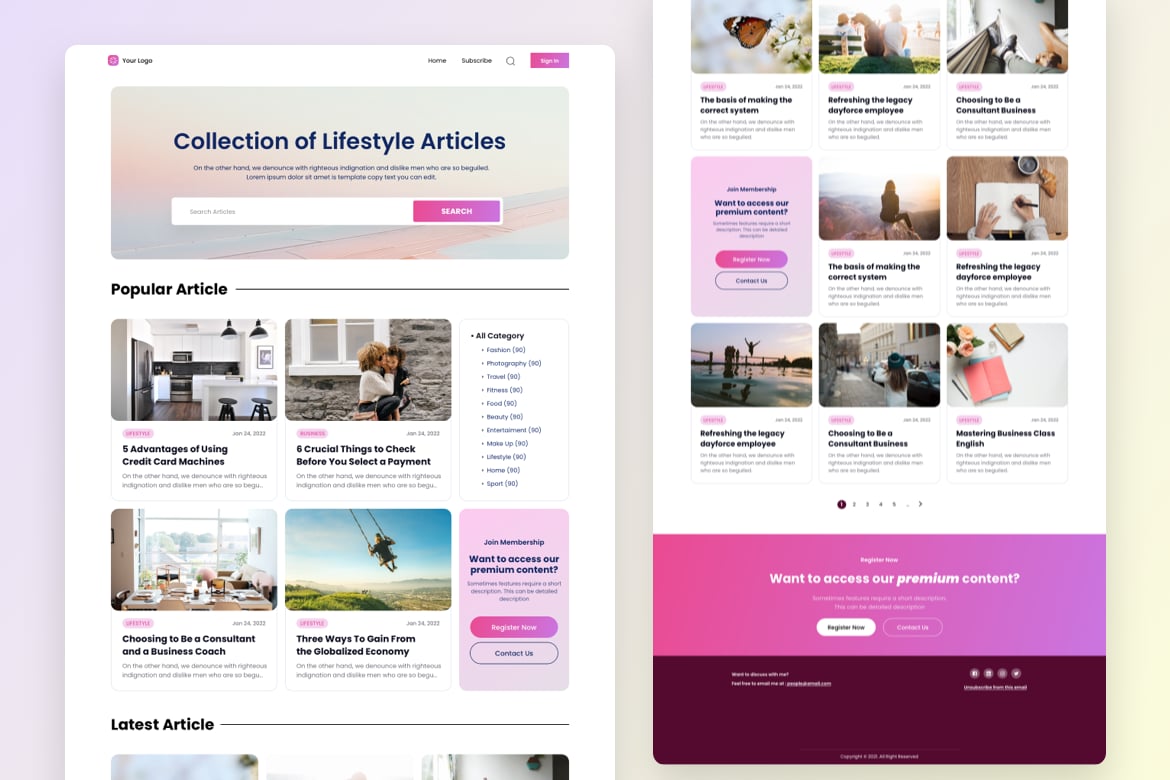 Your Logo
Home
Subscribe
Sign In
Collection of Lifestyle Articles
On the other hand, we denounce with righteous indignation and dislike men who are so beguiled.
Lorem ipsum dolor sit amet is template copy text you can edit.
Search Articles
SEARCH
Popular Article
LIFESTYLE
Jan 24, 2022
5 Advantages of Using
Credit Card Machines
On the other hand, we denounce with righteous
indignation and dislike men who are so begu...
BUSINESS
Jan 24, 2022
6 Crucial Things to Check
Before You Select a Payment
On the other hand, we denounce with righteous
indignation and dislike men who are so begu...
• All Category
• Fashion (90)
• Photography (90)
• Travel (90)
• Fitness (90)
• Food (90)
• Beauty (90)
• Entertaiment (90)
• Make Up (90)
• Lifestyle (90)
• Home (90)
• Sport (90)
LIFESTYLE
Jan 24, 2022
Choosing to Be a Consultant
and a Business Coach
On the other hand, we denounce with righteous
indignation and dislike men who are so begu...
LIFESTYLE
Jan 24, 2022
Three Ways To Gain From
the Globalized Economy
On the other hand, we denounce with righteous
indignation and dislike men who are so begu...
Join Membership
Want to access our
premium content?
Sometimes features require a short
description. This can be detailed
description
Register Now
Contact Us
Latest Article
LIFESTYLE
Jan 24, 2022
The basis of making the
correct system
On the other hand, we denounce with
righteous indignation and dislike men
who are so beguiled.
LIFESTYLE
Jan 24, 2022
Refreshing the legacy
dayforce employee
On the other hand, we denounce with
righteous indignation and dislike men
who are so beguiled.
LIFESTYLE
Jan 24, 2022
Choosing to Be a
Consultant Business
On the other hand, we denounce with
righteous indignation and dislike men
who are so beguiled.
Join Membership
Want to access our
premium content?
Sometimes features require a short
description. This can be detailed
description
Register Now
Contact Us
LIFESTYLE
Jan 24, 2022
The basis of making the
correct system
On the other hand, we denounce with
righteous indignation and dislike men
who are so beguiled.
LIFESTYLE
Jan 24, 2022
Refreshing the legacy
dayforce employee
On the other hand, we denounce with
righteous indignation and dislike men
who are so beguiled.
LIFESTYLE
Jan 24, 2022
Refreshing the legacy
dayforce employee
On the other hand, we denounce with
righteous indignation and dislike men
who are so beguiled.
LIFESTYLE
Jan 24, 2022
Choosing to Be a
Consultant Business
On the other hand, we denounce with
righteous indignation and dislike men
who are so beguiled.
LIFESTYLE
Jan 24, 2022
Mastering Business Class
English
On the other hand, we denounce with
righteous indignation and dislike men
who are so beguiled.
1 2 3 4 5 ... >
Register Now
Want to access our premium content?
Sometimes features require a short description.
This can be detailed description
Register Now
Contact Us
Want to discuss with me?
Feel free to email me at : people@email.com
Unsubscribe from this email
Copyright © 2021. All Right Reserved